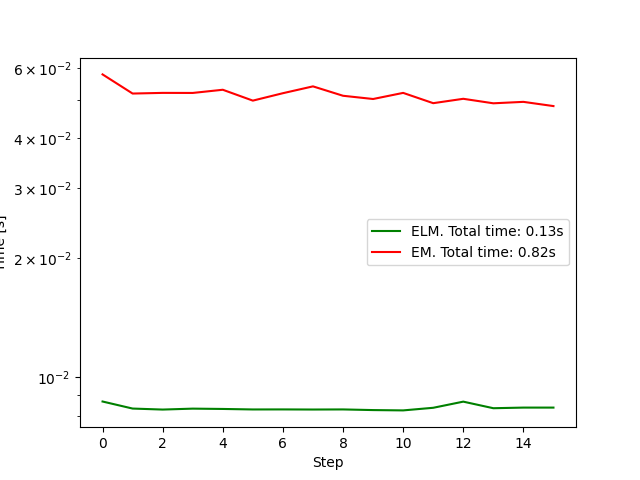 6 × 10⁻²
4 × 10⁻²
3 × 10⁻²
2 × 10⁻²
10⁻²
[s]
ELM. Total time: 0.13s
EM. Total time: 0.82s
0 2 4 6 8 10 12 14
Step